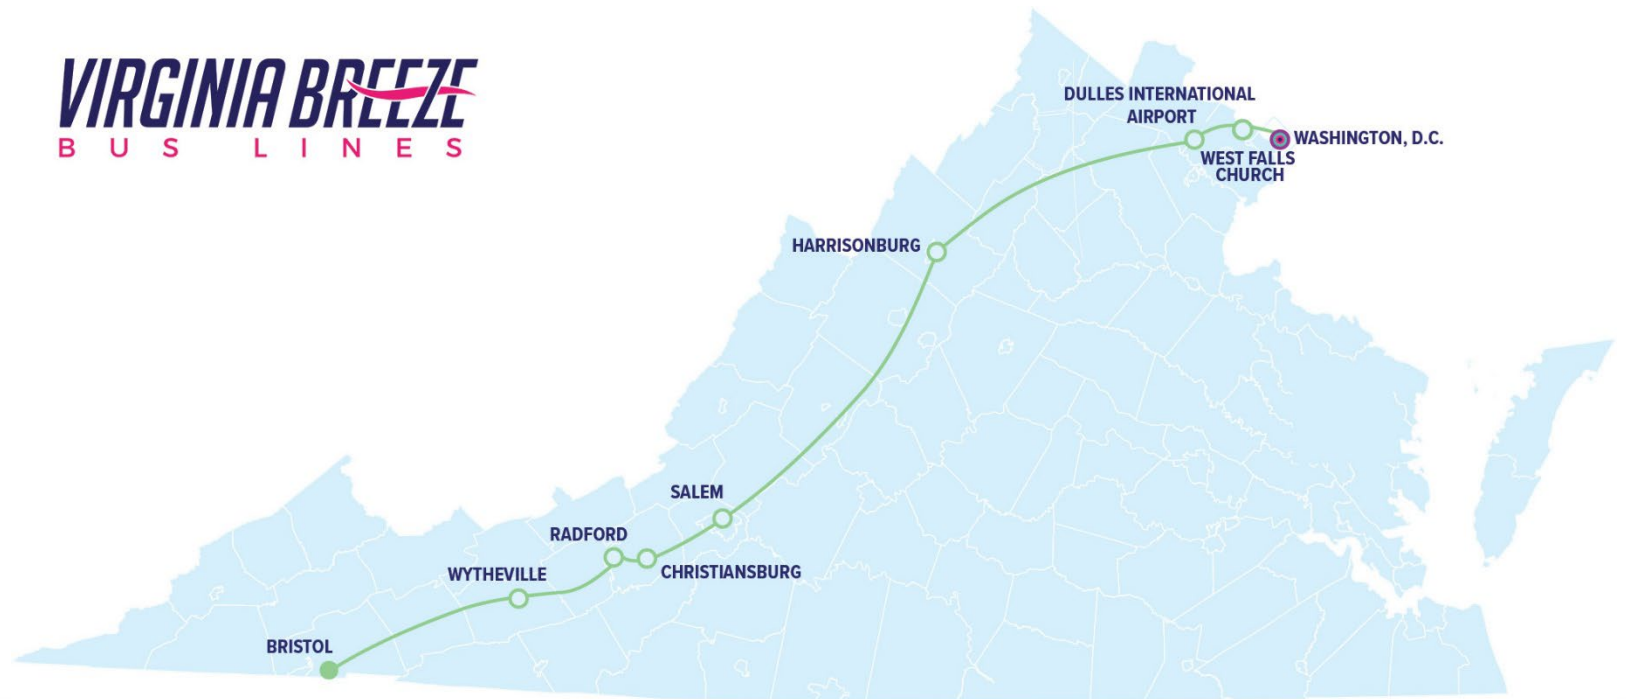 VIRGINIA BREEZE
BUS LINES
DULLES INTERNATIONAL
AIRPORT
WASHINGTON, D.C.
WEST FALLS
CHURCH
HARRISONBURG
SALEM
RADFORD
CHRISTIANSBURG
WYTHEVILLE
BRISTOL